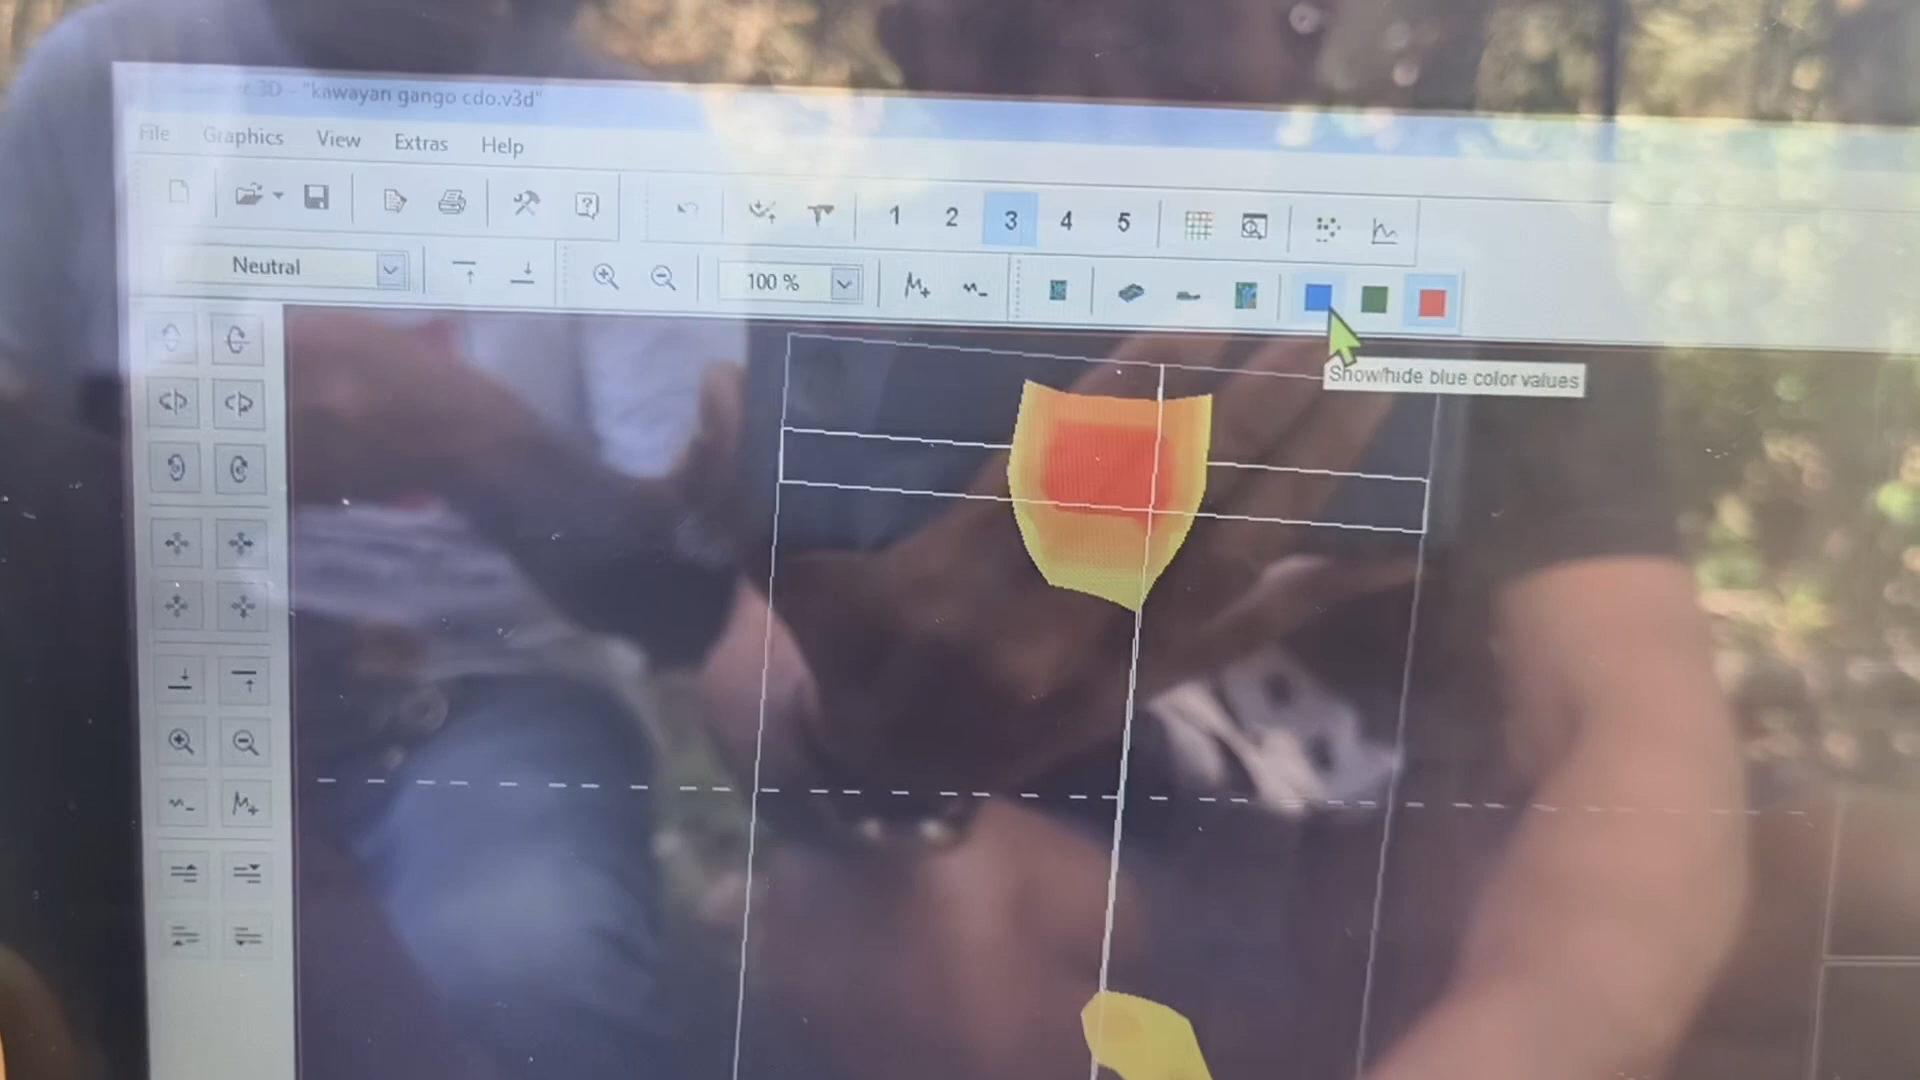 3D - "kawayan gango cdo.v3d"
File Graphics View Extras Help
1 2 3 4 5
Neutral
100 %
Show/hide blue color values